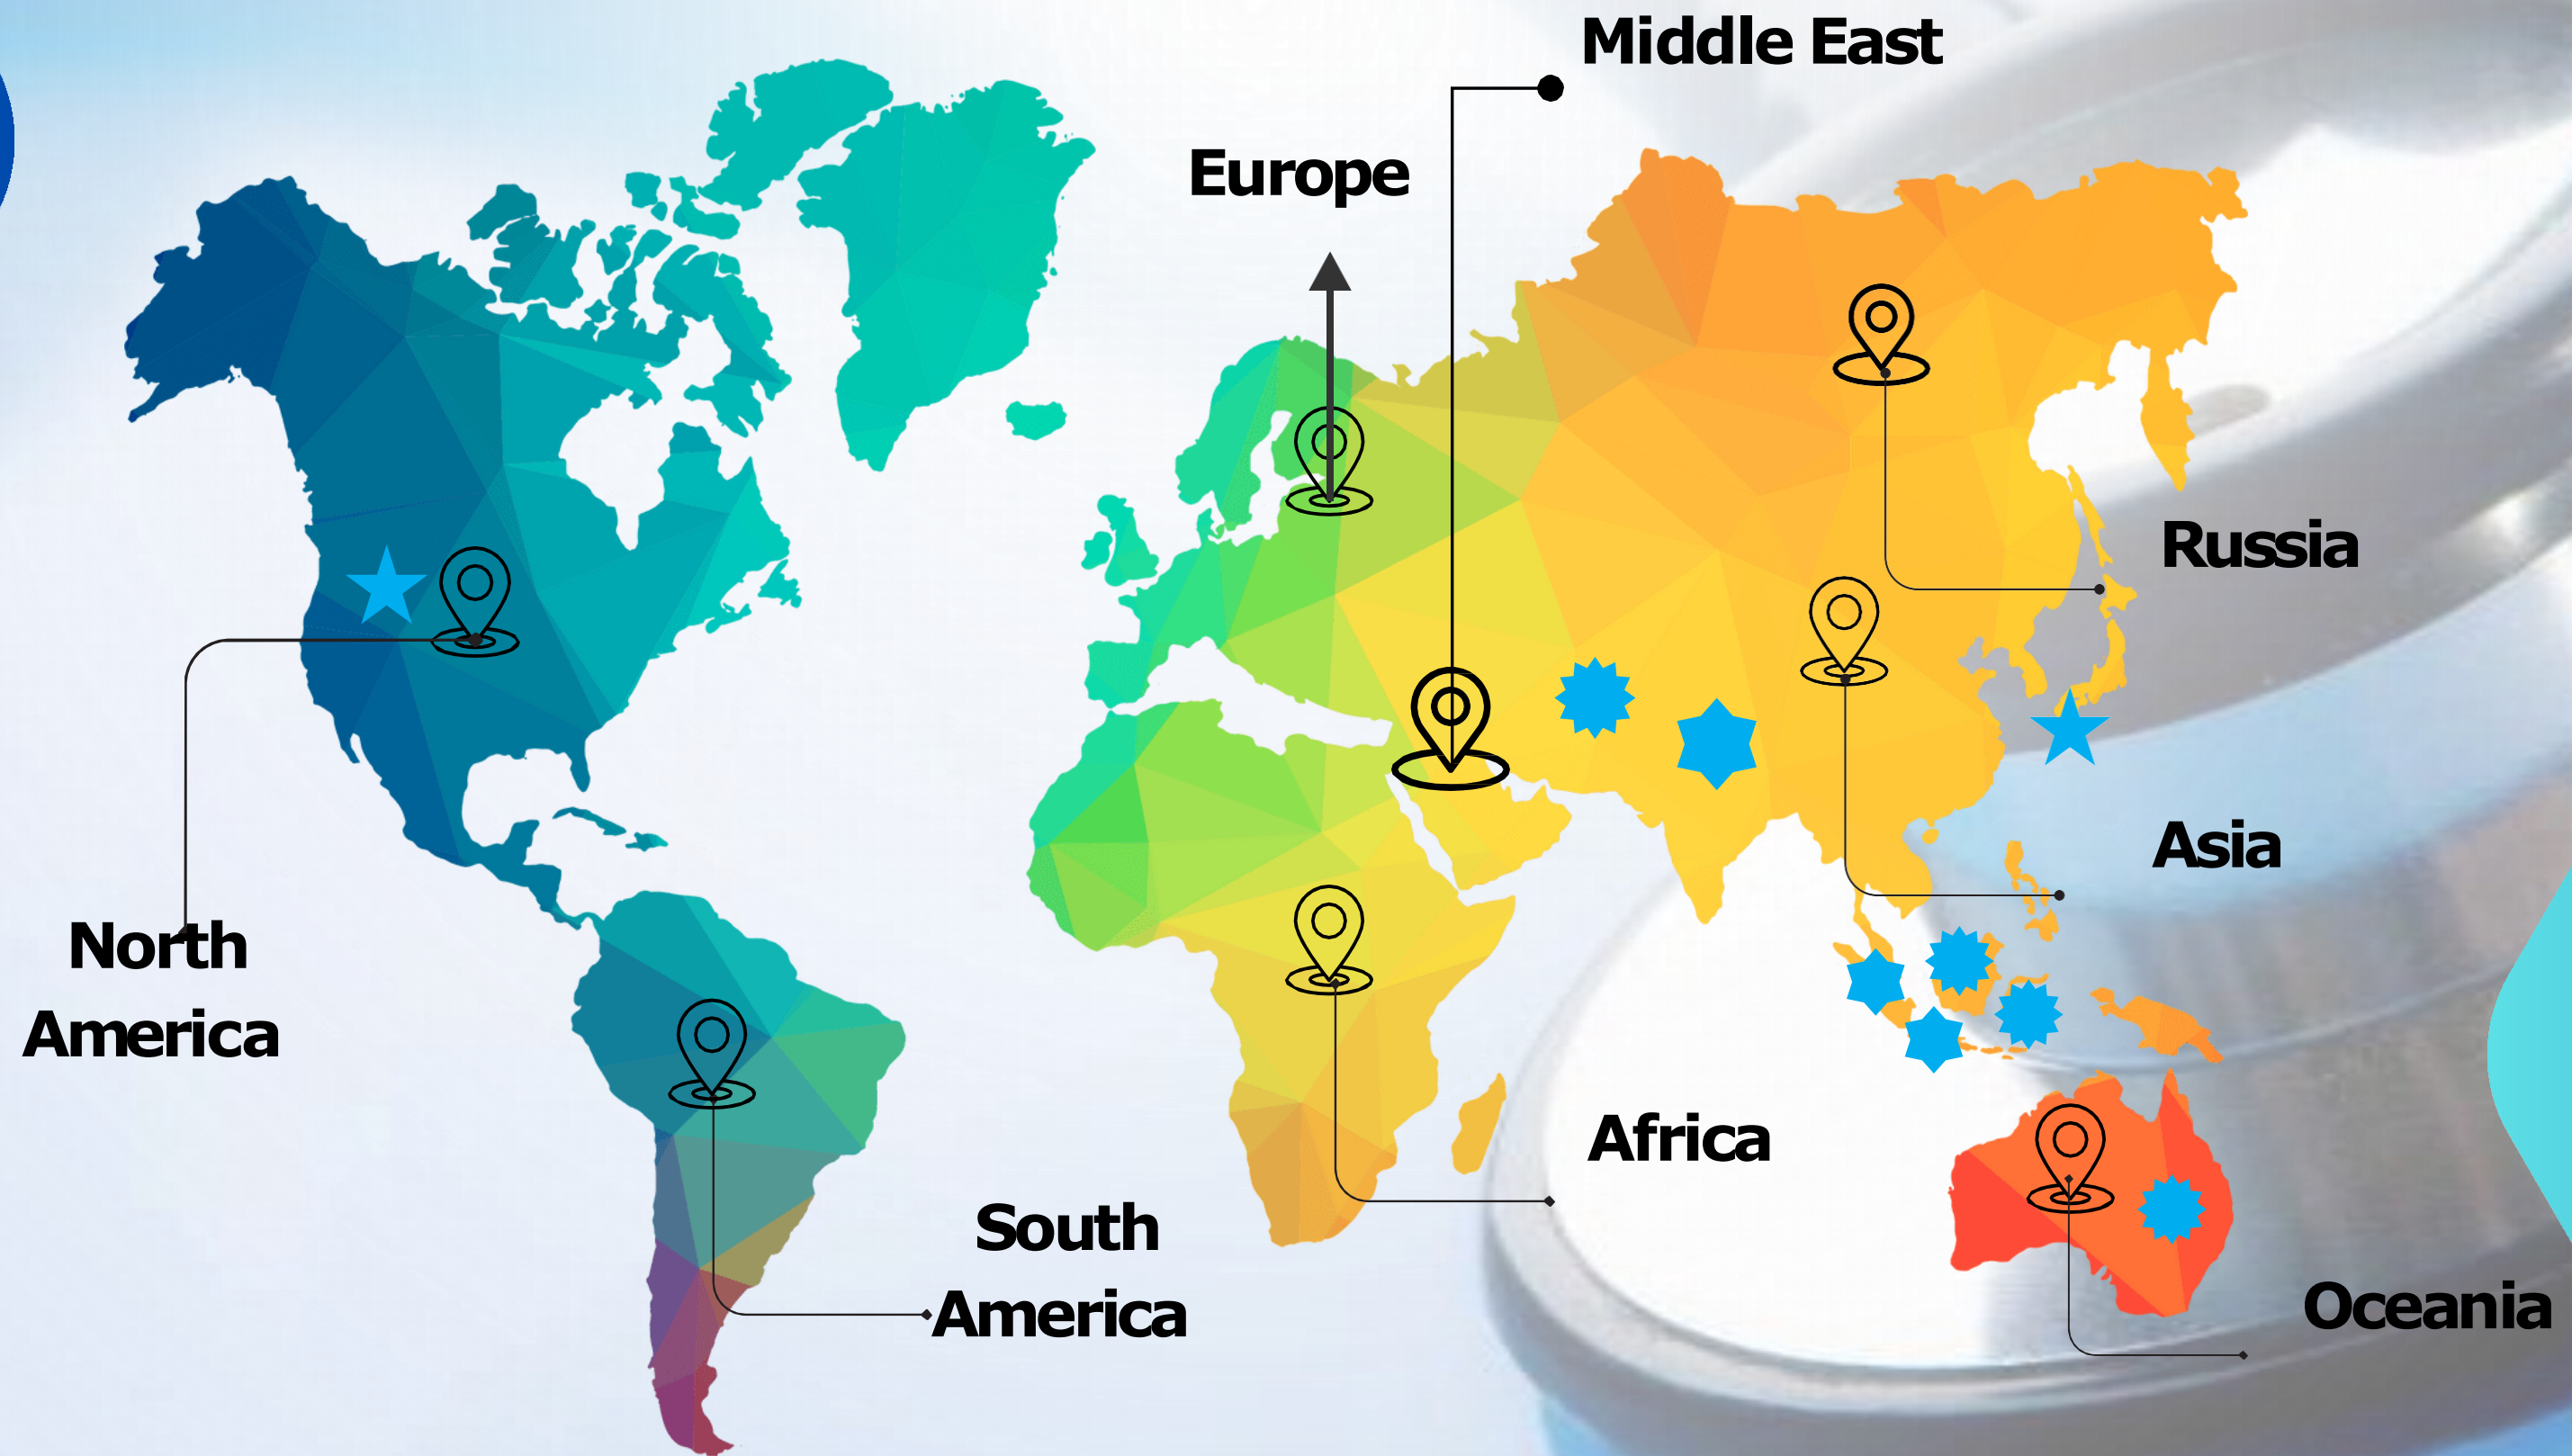 Middle East
Europe
Russia
Asia
North
America
Africa
South
America
Oceania